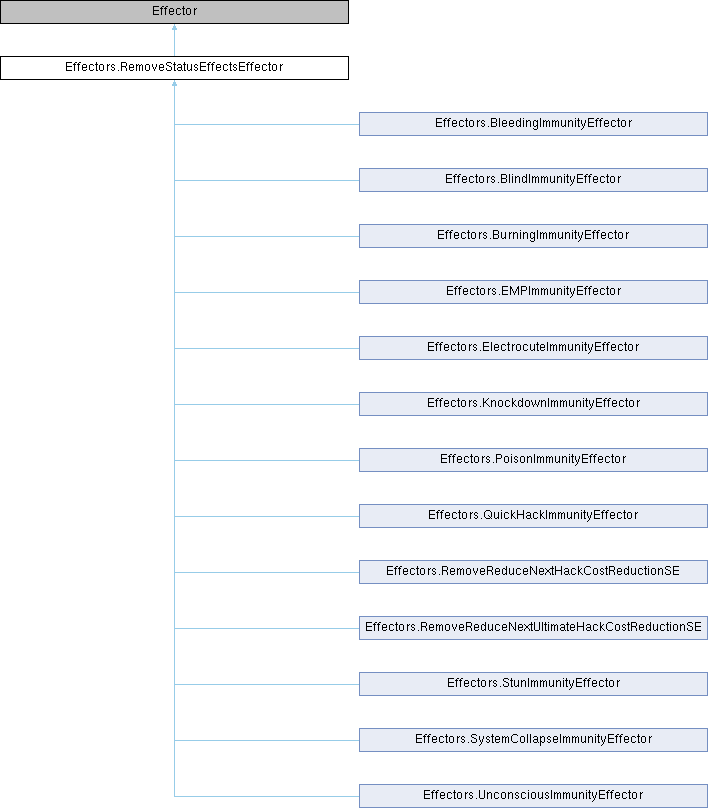 Effector
Effectors.RemoveStatusEffectsEffector
Effectors.BleedingImmunityEffector
Effectors.BlindImmunityEffector
Effectors.BurningImmunityEffector
Effectors.EMPImmunityEffector
Effectors.ElectrocuteImmunityEffector
Effectors.KnockdownImmunityEffector
Effectors.PoisonImmunityEffector
Effectors.QuickHackImmunityEffector
Effectors.RemoveReduceNextHackCostReductionSE
Effectors.RemoveReduceNextUltimateHackCostReductionSE
Effectors.StunImmunityEffector
Effectors.SystemCollapseImmunityEffector
Effectors.UnconsciousImmunityEffector